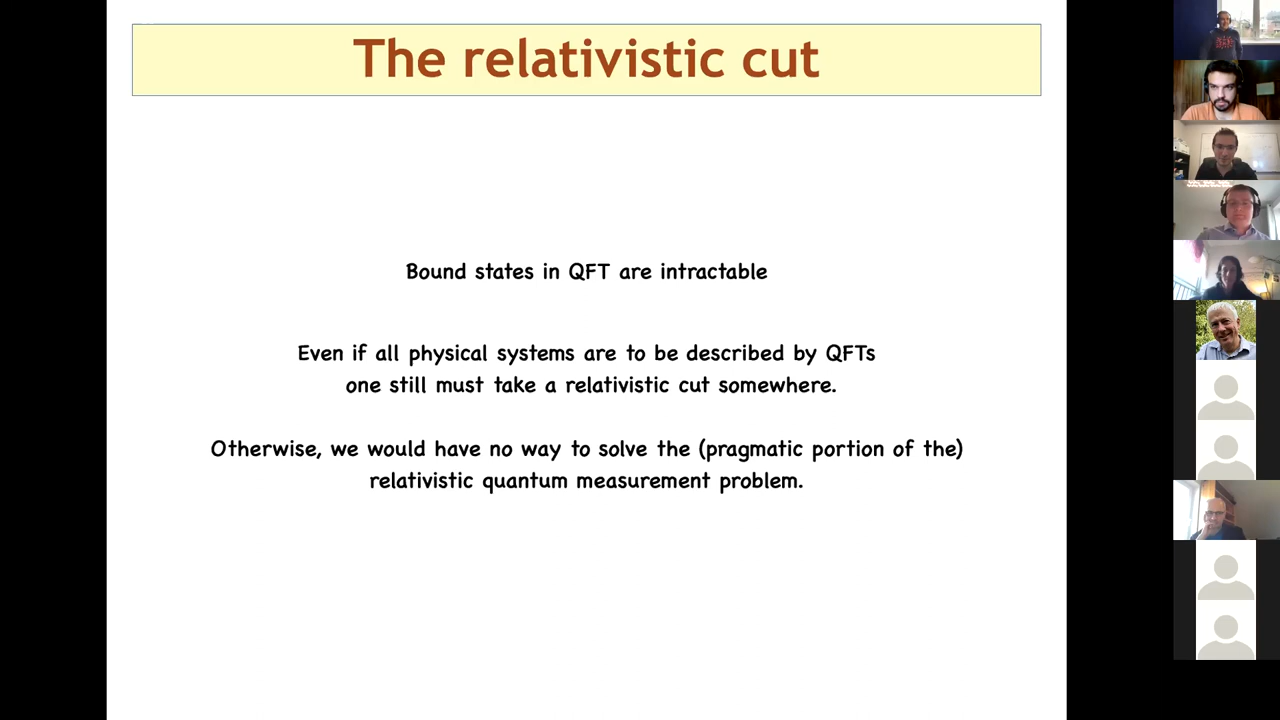 The relativistic cut
Bound states in QFT are intractable
Even if all physical systems are to be described by QFTs
one still must take a relativistic cut somewhere.
Otherwise, we would have no way to solve the (pragmatic portion of the)
relativistic quantum measurement problem.